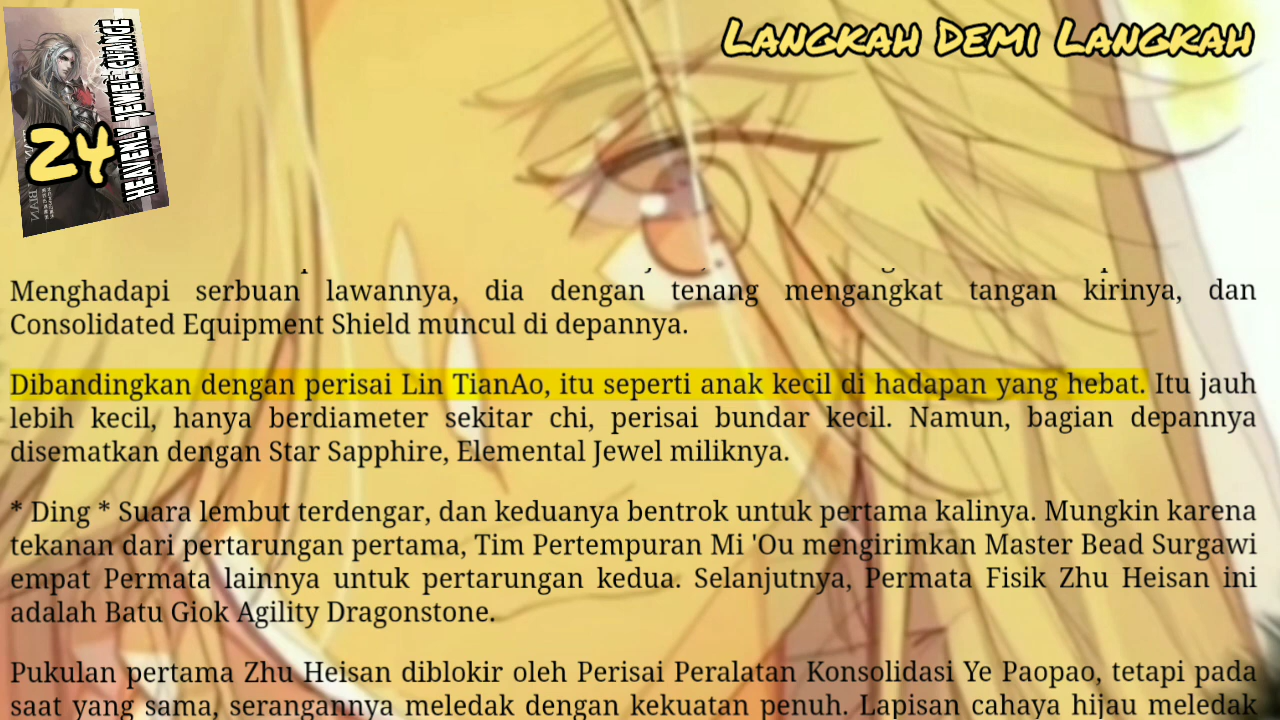 LANGKAH DEMI LANGKAH
HEAVENLY JEWEL CHANGE
24
Menghadapi serbuan lawannya, dia dengan tenang mengangkat tangan kirinya, dan
Consolidated Equipment Shield muncul di depannya.
Dibandingkan dengan perisai Lin TianAo, itu seperti anak kecil di hadapan yang hebat. Itu jauh
lebih kecil, hanya berdiameter sekitar chi, perisai bundar kecil. Namun, bagian depannya
disematkan dengan Star Sapphire, Elemental Jewel miliknya.
* Ding * Suara lembut terdengar, dan keduanya bentrok untuk pertama kalinya. Mungkin karena
tekanan dari pertarungan pertama, Tim Pertempuran Mi 'Ou mengirimkan Master Bead Surgawi
empat Permata lainnya untuk pertarungan kedua. Selanjutnya, Permata Fisik Zhu Heisan ini
adalah Batu Giok Agility Dragonstone.
Pukulan pertama Zhu Heisan diblokir oleh Perisai Peralatan Konsolidasi Ye Paopao, tetapi pada
saat yang sama, serangannya meledak dengan kekuatan penuh. Lapisan cahaya hijau meledak